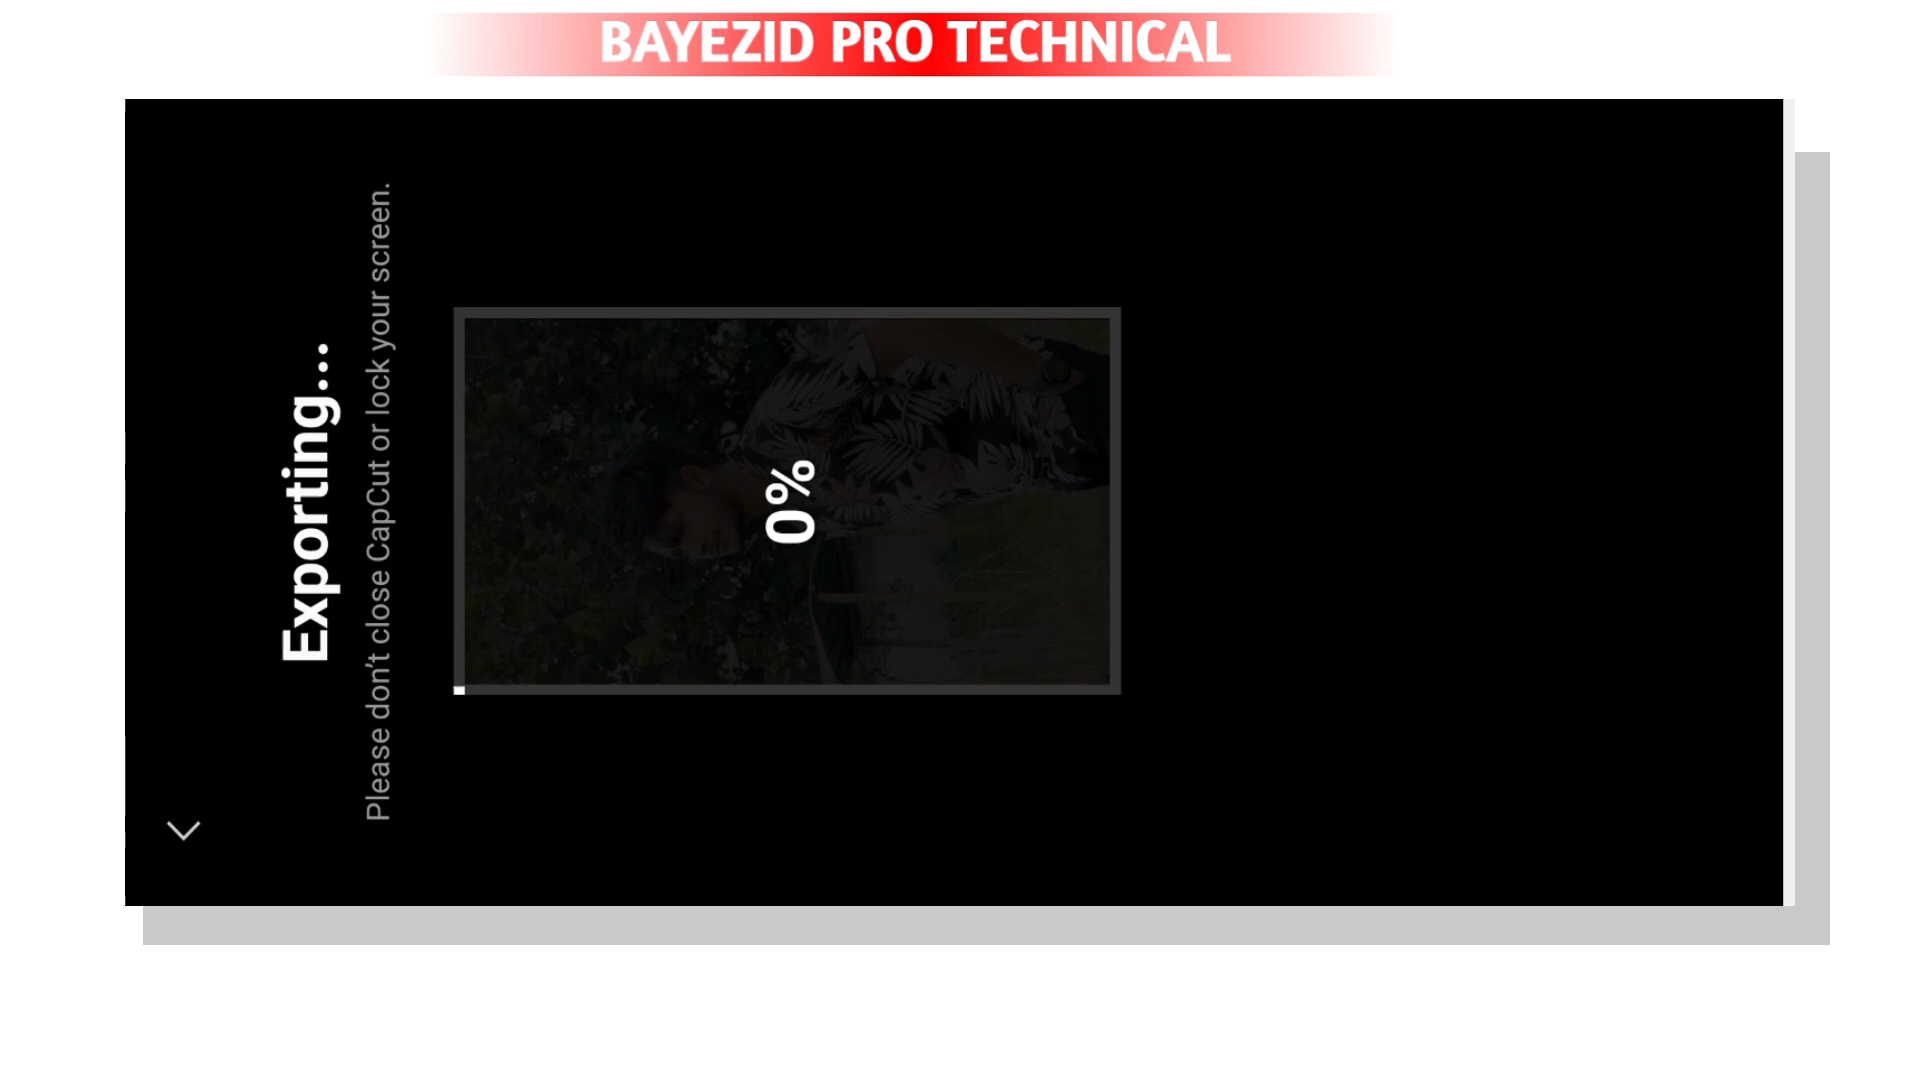 BAYEZID PRO TECHNICAL
Exporting...
Please don't close CapCut or lock your screen.
0%